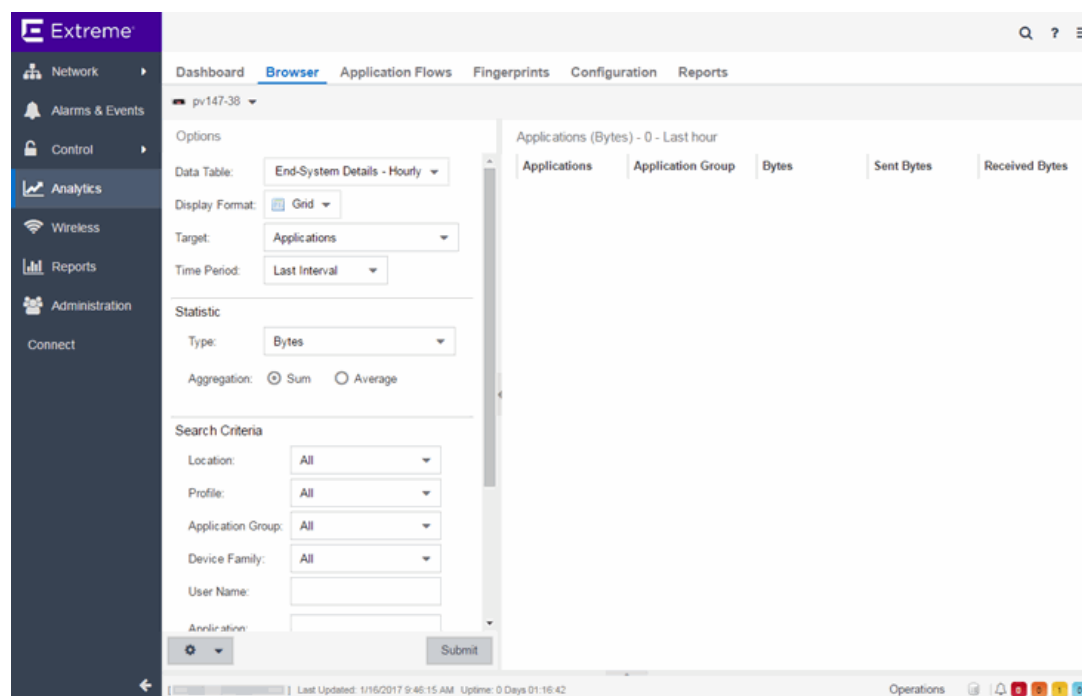 Extreme
Network
Alarms & Events
Control
Analytics
Wireless
Reports
Administration
Connect
?
Dashboard Browser Application Flows Fingerprints Configuration Reports
pv147-38
Options
Data Table: End-System Details - Hourly
Display Format: Grid
Target: Applications
Time Period: Last Interval
Statistic
Type: Bytes
Aggregation: Sum Average
Search Criteria
Location: All
Profile: All
Application Group: All
Device Family: All
User Name:
Application:
Submit
Applications (Bytes) - 0 - Last hour
Applications Application Group Bytes Sent Bytes Received Bytes
Last Updated: 1/16/2017 9:46:15 AM Uptime: 0 Days 01:16:42
Operations 0 0 1